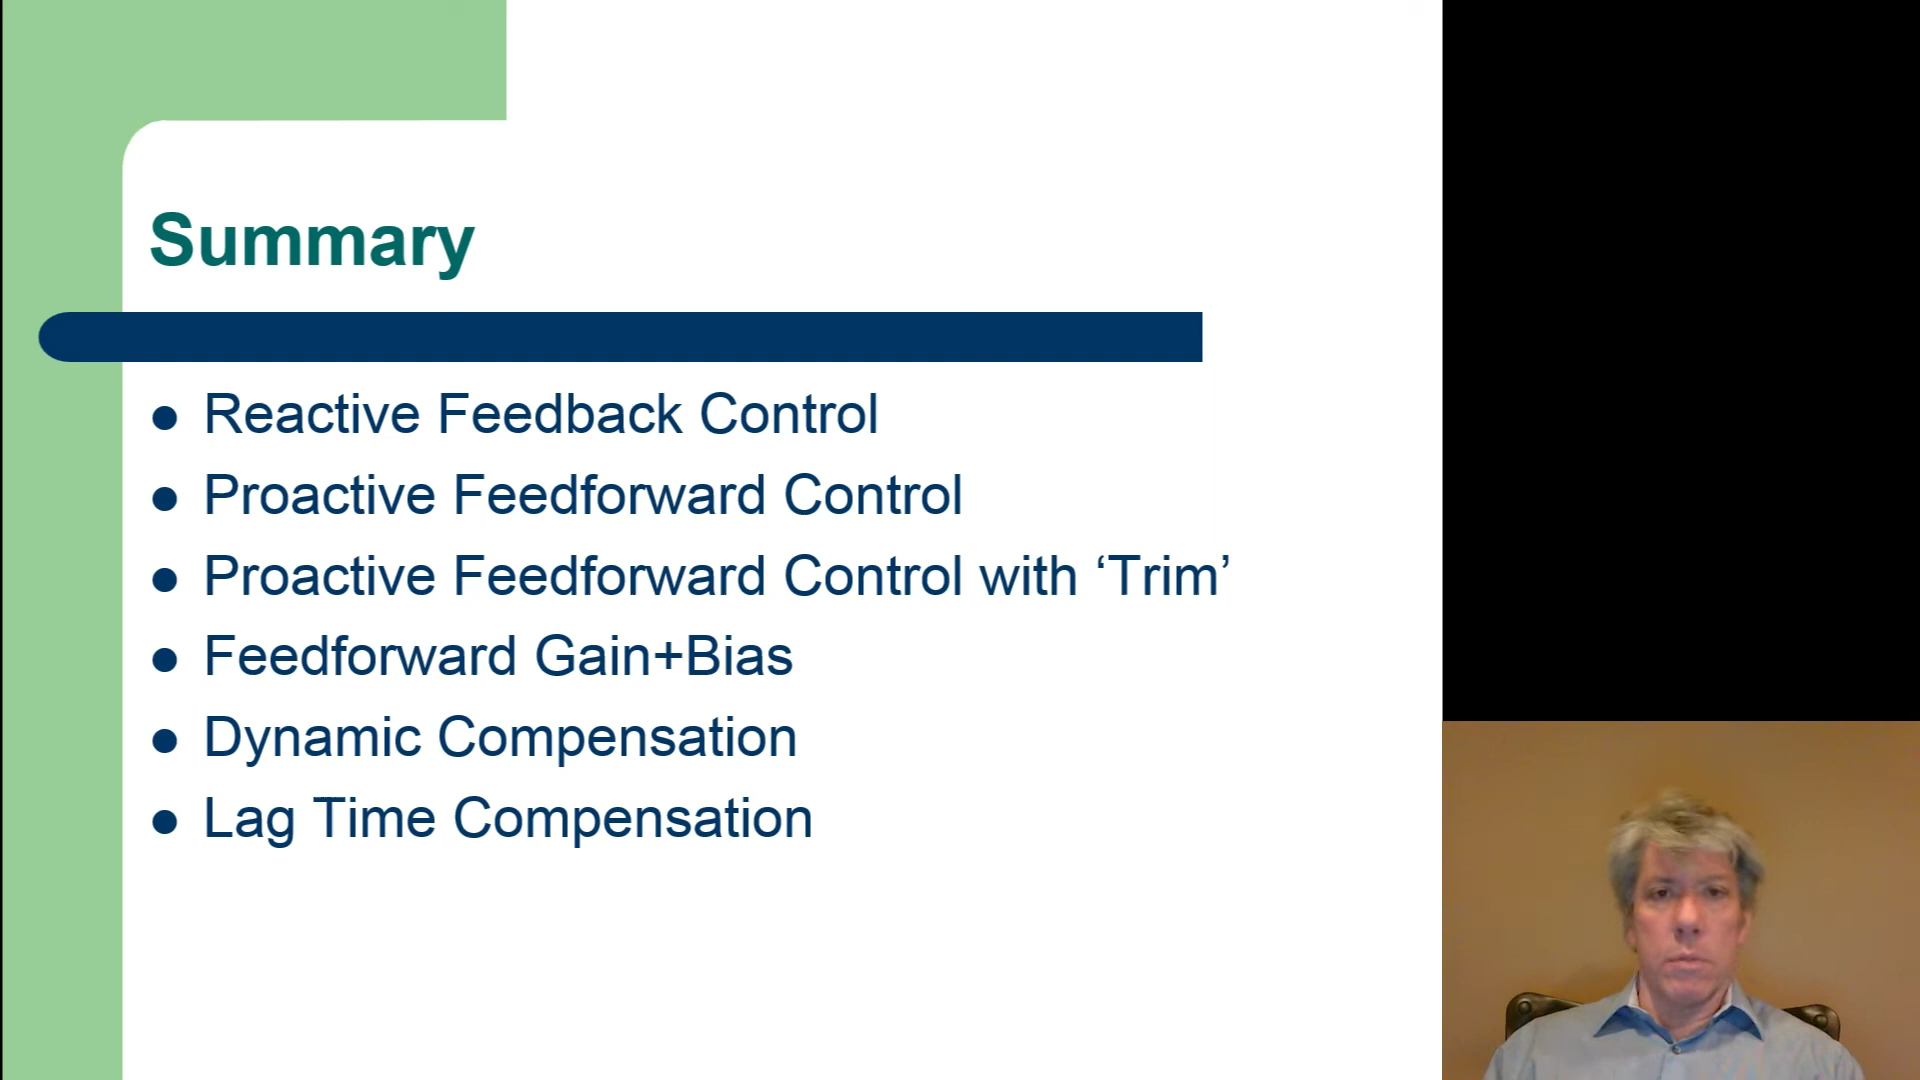 Summary
Reactive Feedback Control
Proactive Feedforward Control
Proactive Feedforward Control with ‘Trim’
Feedforward Gain+Bias
Dynamic Compensation
Lag Time Compensation